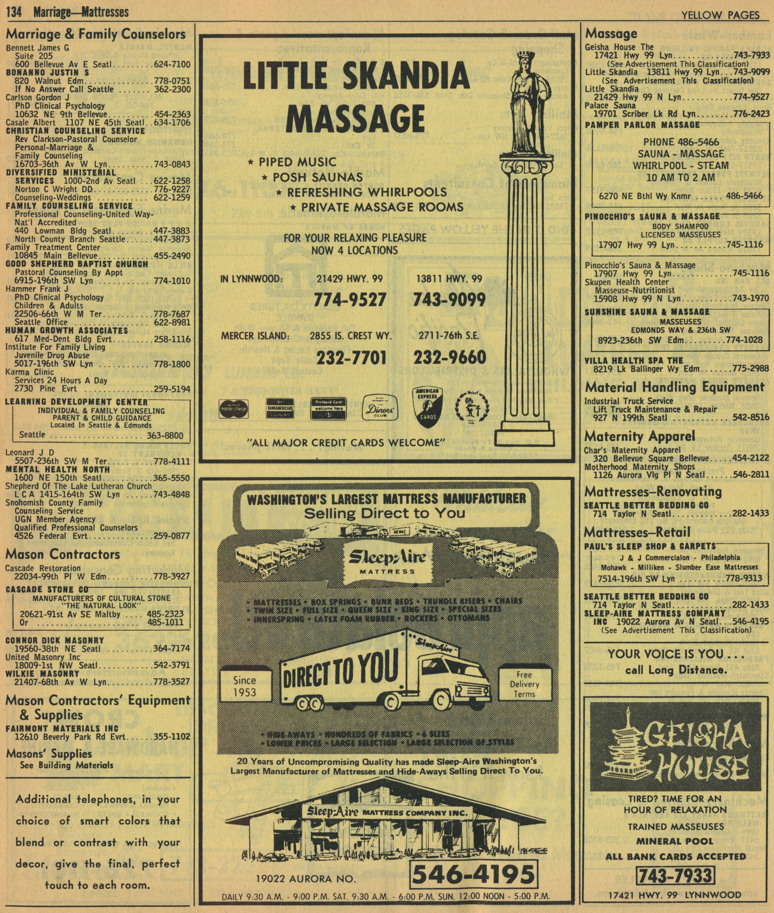 134 Marriage—Mattresses
YELLOW PAGES
Marriage & Family Counselors
Bennett James G
Suite 205
600 Bellevue Av E Seatl......624-7100
BONANNO JUSTIN S
820 Walnut Edm..............778-0751
If No Answer Call Seattle ...362-2300
Carlson Gordon J
PhD Clinical Psychology
10632 NE 9th Bellevue.......454-2363
Casale Albert 1107 NE 45th Seatl.634-1706
CHRISTIAN COUNSELING SERVICE
Rev Clarkson-Pastoral Counselor
Personal-Marriage &
Family Counseling
16703-36th Av W Lyn........743-0843
DIVERSIFIED MINISTERIAL
SERVICES 1000-2nd Av Seatl ..622-1258
Norton C Wright DD...........776-9227
Counseling-Weddings .........622-1259
FAMILY COUNSELING SERVICE
Professional Counseling-United Way-
Nat'l Accredited
440 Lowman Bldg Seatl.......447-3883
North County Branch Seattle..447-3873
Family Treatment Center
10845 Main Bellevue..........455-2490
GOOD SHEPHERD BAPTIST CHURCH
Pastoral Counseling By Appt
6915-196th SW Lyn ..........774-1010
Hammer Frank J
PhD Clinical Psychology
Children & Adults
22506-66th W M Ter.........778-7687
Seattle Office ...............622-8981
HUMAN GROWTH ASSOCIATES
617 Med-Dent Bldg Evrt.....258-1116
Institute For Family Living
Juvenile Drug Abuse
5017-196th SW Lyn .........778-1800
Karma Clinic
Services 24 Hours A Day
2730 Pine Evrt ..............259-5194
LEARNING DEVELOPMENT CENTER
INDIVIDUAL & FAMILY COUNSELING
PARENT & CHILD GUIDANCE
Located In Seattle & Edmonds
Seattle ................... 363-8800
Leonard J D
5507-236th SW M Ter.......778-4111
MENTAL HEALTH NORTH
1600 NE 150th Seatl.........365-5550
Shepherd Of The Lake Lutheran Church
L C A 1415-164th SW Lyn ...743-4848
Snohomish County Family
Counseling Service
UGN Member Agency
Qualified Professional Counselors
4526 Federal Evrt............259-0877
Mason Contractors
Cascade Restoration
22034-99th Pl W Edm.......778-3927
CASCADE STONE CO
MANUFACTURERS OF CULTURAL STONE
"THE NATURAL LOOK"
20621-91st Av SE Maltby ... 485-2323
Or ........................ 485-1011
CONNOR DICK MASONRY
19560-38th NE Seatl ........364-7174
United Masonry Inc
18009-1st NW Seatl..........542-3791
WILKIE MASONRY
21407-68th Av W Lyn........778-3527
Mason Contractors' Equipment
& Supplies
FAIRMONT MATERIALS INC
12610 Beverly Park Rd Evrt...355-1102
Masons' Supplies
See Building Materials
Additional telephones, in your
choice of smart colors that
blend or contrast with your
decor, give the final, perfect
touch to each room.
LITTLE SKANDIA
MASSAGE
★ PIPED MUSIC
★ POSH SAUNAS
★ REFRESHING WHIRLPOOLS
★ PRIVATE MASSAGE ROOMS
FOR YOUR RELAXING PLEASURE
NOW 4 LOCATIONS
IN LYNNWOOD: 21429 HWY. 99 13811 HWY. 99
774-9527 743-9099
MERCER ISLAND: 2855 IS. CREST WY. 2711-76th S.E.
232-7701 232-9660
master charge
BANKAMERICARD
welcome here
Diners Club
AMERICAN EXPRESS
CARDS
"ALL MAJOR CREDIT CARDS WELCOME"
WASHINGTON'S LARGEST MATTRESS MANUFACTURER
Selling Direct to You
Sleep-Aire
MATTRESS
• MATTRESSES • BOX SPRINGS • BUNK BEDS • TRUNDLE RISERS • CHAIRS
• TWIN SIZE • FULL SIZE • QUEEN SIZE • KING SIZE • SPECIAL SIZES
• INNERSPRING • LATEX FOAM RUBBER • ROCKERS • OTTOMANS
Sleep-Aire
DIRECT TO YOU
Since
1953
Free
Delivery
Terms
• HIDE-AWAYS • HUNDREDS OF FABRICS • 6 SIZES
• LOWER PRICES • LARGE SELECTION • LARGE SELECTION OF STYLES
20 Years of Uncompromising Quality has made Sleep-Aire Washington's
Largest Manufacturer of Mattresses and Hide-Aways Selling Direct To You.
Sleep-Aire MATTRESS COMPANY INC.
19022 AURORA NO. 546-4195
DAILY 9:30 A.M. - 9:00 P.M. SAT. 9:30 A.M. - 6:00 P.M. SUN. 12:00 NOON - 5:00 P.M.
Massage
Geisha House The
17421 Hwy 99 Lyn............743-7933
(See Advertisement This Classification)
Little Skandia 13811 Hwy 99 Lyn..743-9099
(See Advertisement This Classification)
Little Skandia
21429 Hwy 99 N Lyn........774-9527
Palace Sauna
19701 Scriber Lk Rd Lyn......776-2423
PAMPER PARLOR MASSAGE
PHONE 486-5466
SAUNA - MASSAGE
WHIRLPOOL - STEAM
10 AM TO 2 AM
6270 NE Bthl Wy Knmr ..... 486-5466
PINOCCHIO'S SAUNA & MASSAGE
BODY SHAMPOO
LICENSED MASSEUSES
17907 Hwy 99 Lyn.......... 745-1116
Pinocchio's Sauna & Massage
17907 Hwy 99 Lyn...........745-1116
Skupen Health Center
Masseuse-Nutritionist
15908 Hwy 99 N Lyn........743-1970
SUNSHINE SAUNA & MASSAGE
MASSEUSES
EDMONDS WAY & 236th SW
8923-236th SW Edm......... 774-1028
VILLA HEALTH SPA THE
8219 Lk Ballinger Wy Edm....775-2988
Material Handling Equipment
Industrial Truck Service
Lift Truck Maintenance & Repair
927 N 199th Seatl ...........542-8516
Maternity Apparel
Char's Maternity Apparel
320 Bellevue Square Bellevue....454-2122
Motherhood Maternity Shops
1126 Aurora Vlg Pl N Seatl...546-2811
Mattresses—Renovating
SEATTLE BETTER BEDDING CO
714 Taylor N Seatl...........282-1433
Mattresses—Retail
PAUL'S SLEEP SHOP & CARPETS
J & J Commercialon - Philadelphia
Mohawk - Milliken - Slumber Ease Mattresses
7514-196th SW Lyn ........ 778-9313
SEATTLE BETTER BEDDING CO
714 Taylor N Seatl...........282-1433
SLEEP-AIRE MATTRESS COMPANY
INC 19022 Aurora Av N Seatl..546-4195
(See Advertisement This Classification)
YOUR VOICE IS YOU . . .
call Long Distance.
GEISHA
HOUSE
TIRED? TIME FOR AN
HOUR OF RELAXATION
TRAINED MASSEUSES
MINERAL POOL
ALL BANK CARDS ACCEPTED
743-7933
17421 HWY. 99 LYNNWOOD